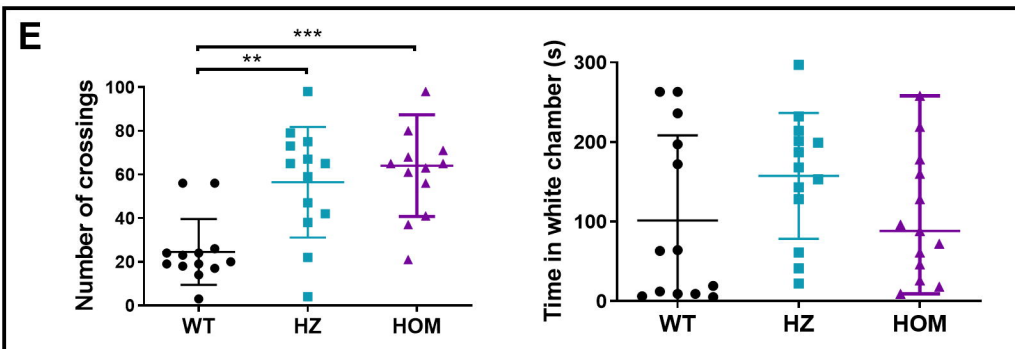 E
***
**
Number of crossings
100
80
60
40
20
0
WT HZ HOM
Time in white chamber (s)
300
200
100
0
WT HZ HOM